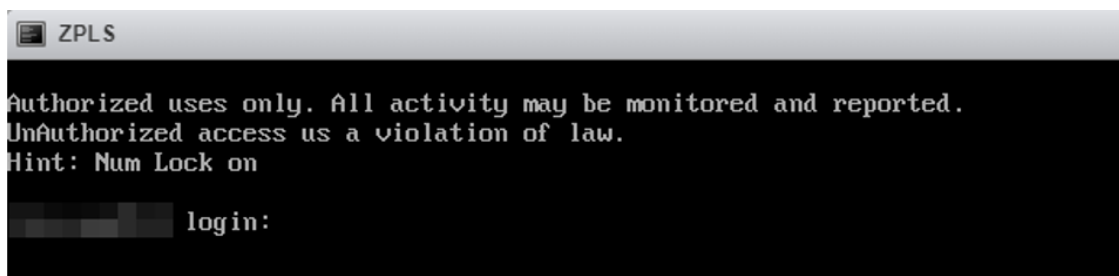 ZPLS
Authorized uses only. All activity may be monitored and reported.
UnAuthorized access us a violation of law.
Hint: Num Lock on
login: